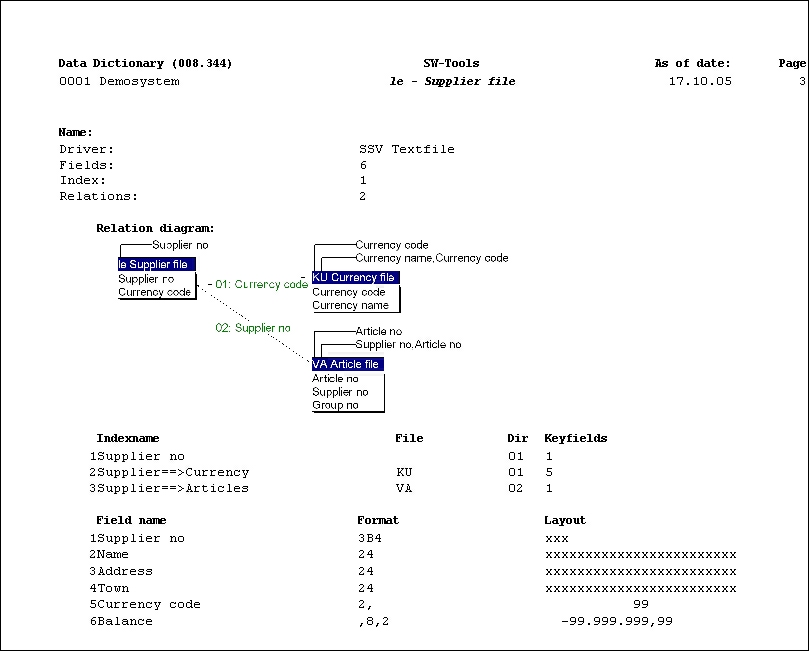 Data Dictionary (008.344) SW-Tools As of date: Page
0001 Demosystem le - Supplier file 17.10.05 3
Name:
Driver: SSV Textfile
Fields: 6
Index: 1
Relations: 2
Relation diagram:
Supplier no
le Supplier file
Supplier no
Currency code
01: Currency code
02: Supplier no
Currency code
Currency name,Currency code
KU Currency file
Currency code
Currency name
Article no
Supplier no,Article no
VA Article file
Article no
Supplier no
Group no
Indexname File Dir Keyfields
1Supplier no 01 1
2Supplier==>Currency KU 01 5
3Supplier==>Articles VA 02 1
Field name Format Layout
1Supplier no 3B4 xxx
2Name 24 xxxxxxxxxxxxxxxxxxxxxxxx
3Address 24 xxxxxxxxxxxxxxxxxxxxxxxx
4Town 24 xxxxxxxxxxxxxxxxxxxxxxxx
5Currency code 2, 99
6Balance ,8,2 -99.999.999,99